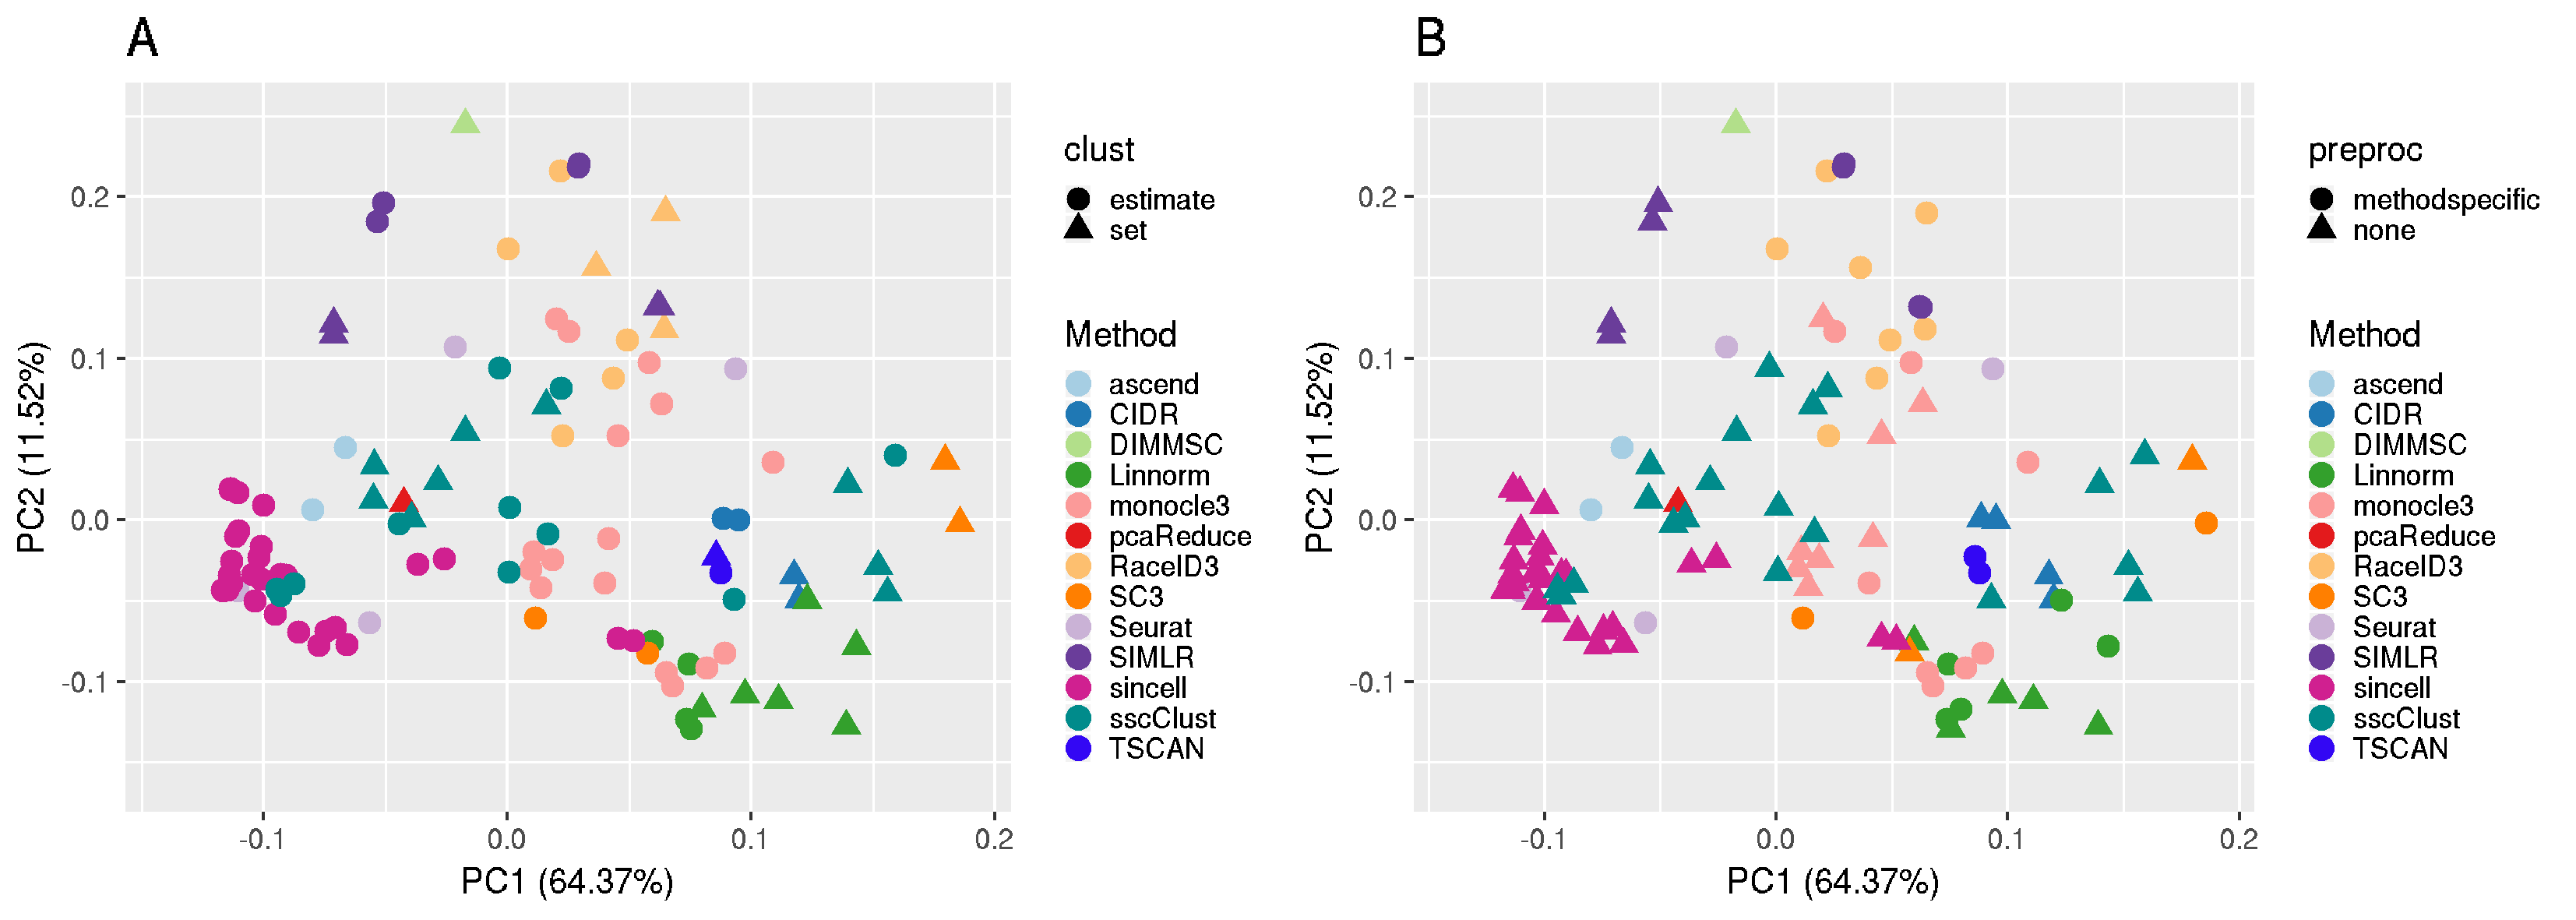 A
clust
estimate
set
Method
ascend
CIDR
DIMMSC
Linnorm
monocle3
pcaReduce
RaceID3
SC3
Seurat
SIMLR
sincell
sscClust
TSCAN
PC2 (11.52%)
0.2
0.1
0.0
-0.1
-0.1 0.0 0.1 0.2
PC1 (64.37%)
B
preproc
methodspecific
none
Method
ascend
CIDR
DIMMSC
Linnorm
monocle3
pcaReduce
RaceID3
SC3
Seurat
SIMLR
sincell
sscClust
TSCAN
PC2 (11.52%)
0.2
0.1
0.0
-0.1
-0.1 0.0 0.1 0.2
PC1 (64.37%)